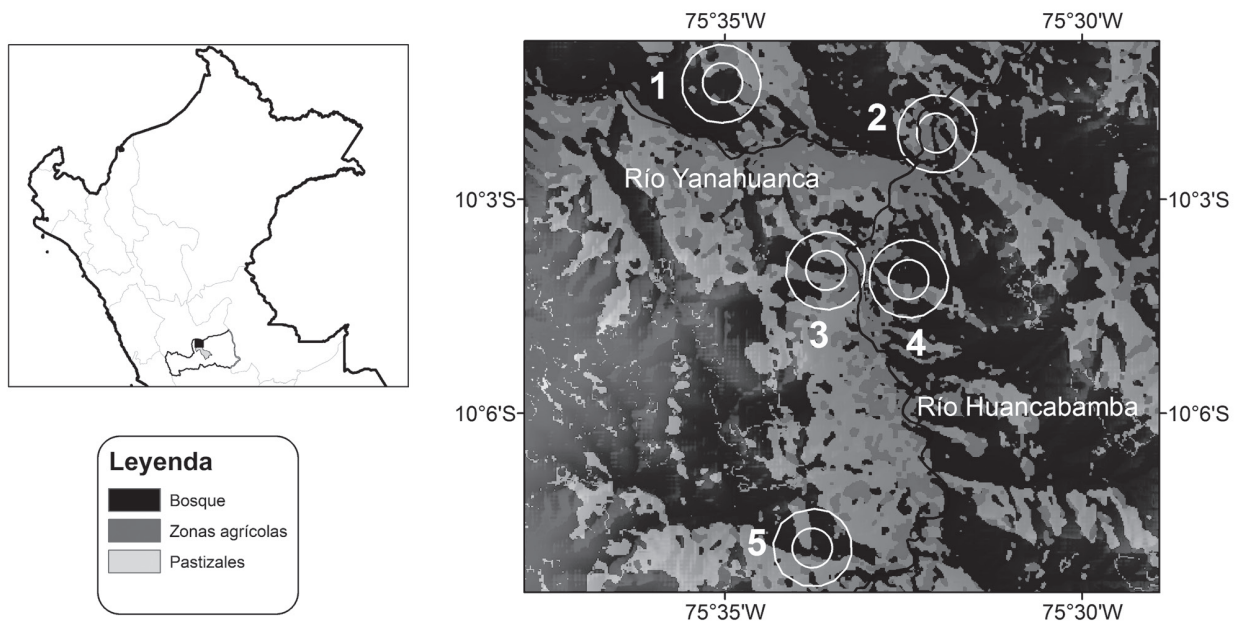 75°35'W
75°30'W
1
2
Río Yanahuanca
10°3'S
10°3'S
3
4
10°6'S
Río Huancabamba
10°6'S
5
75°35'W
75°30'W
Leyenda
Bosque
Zonas agrícolas
Pastizales